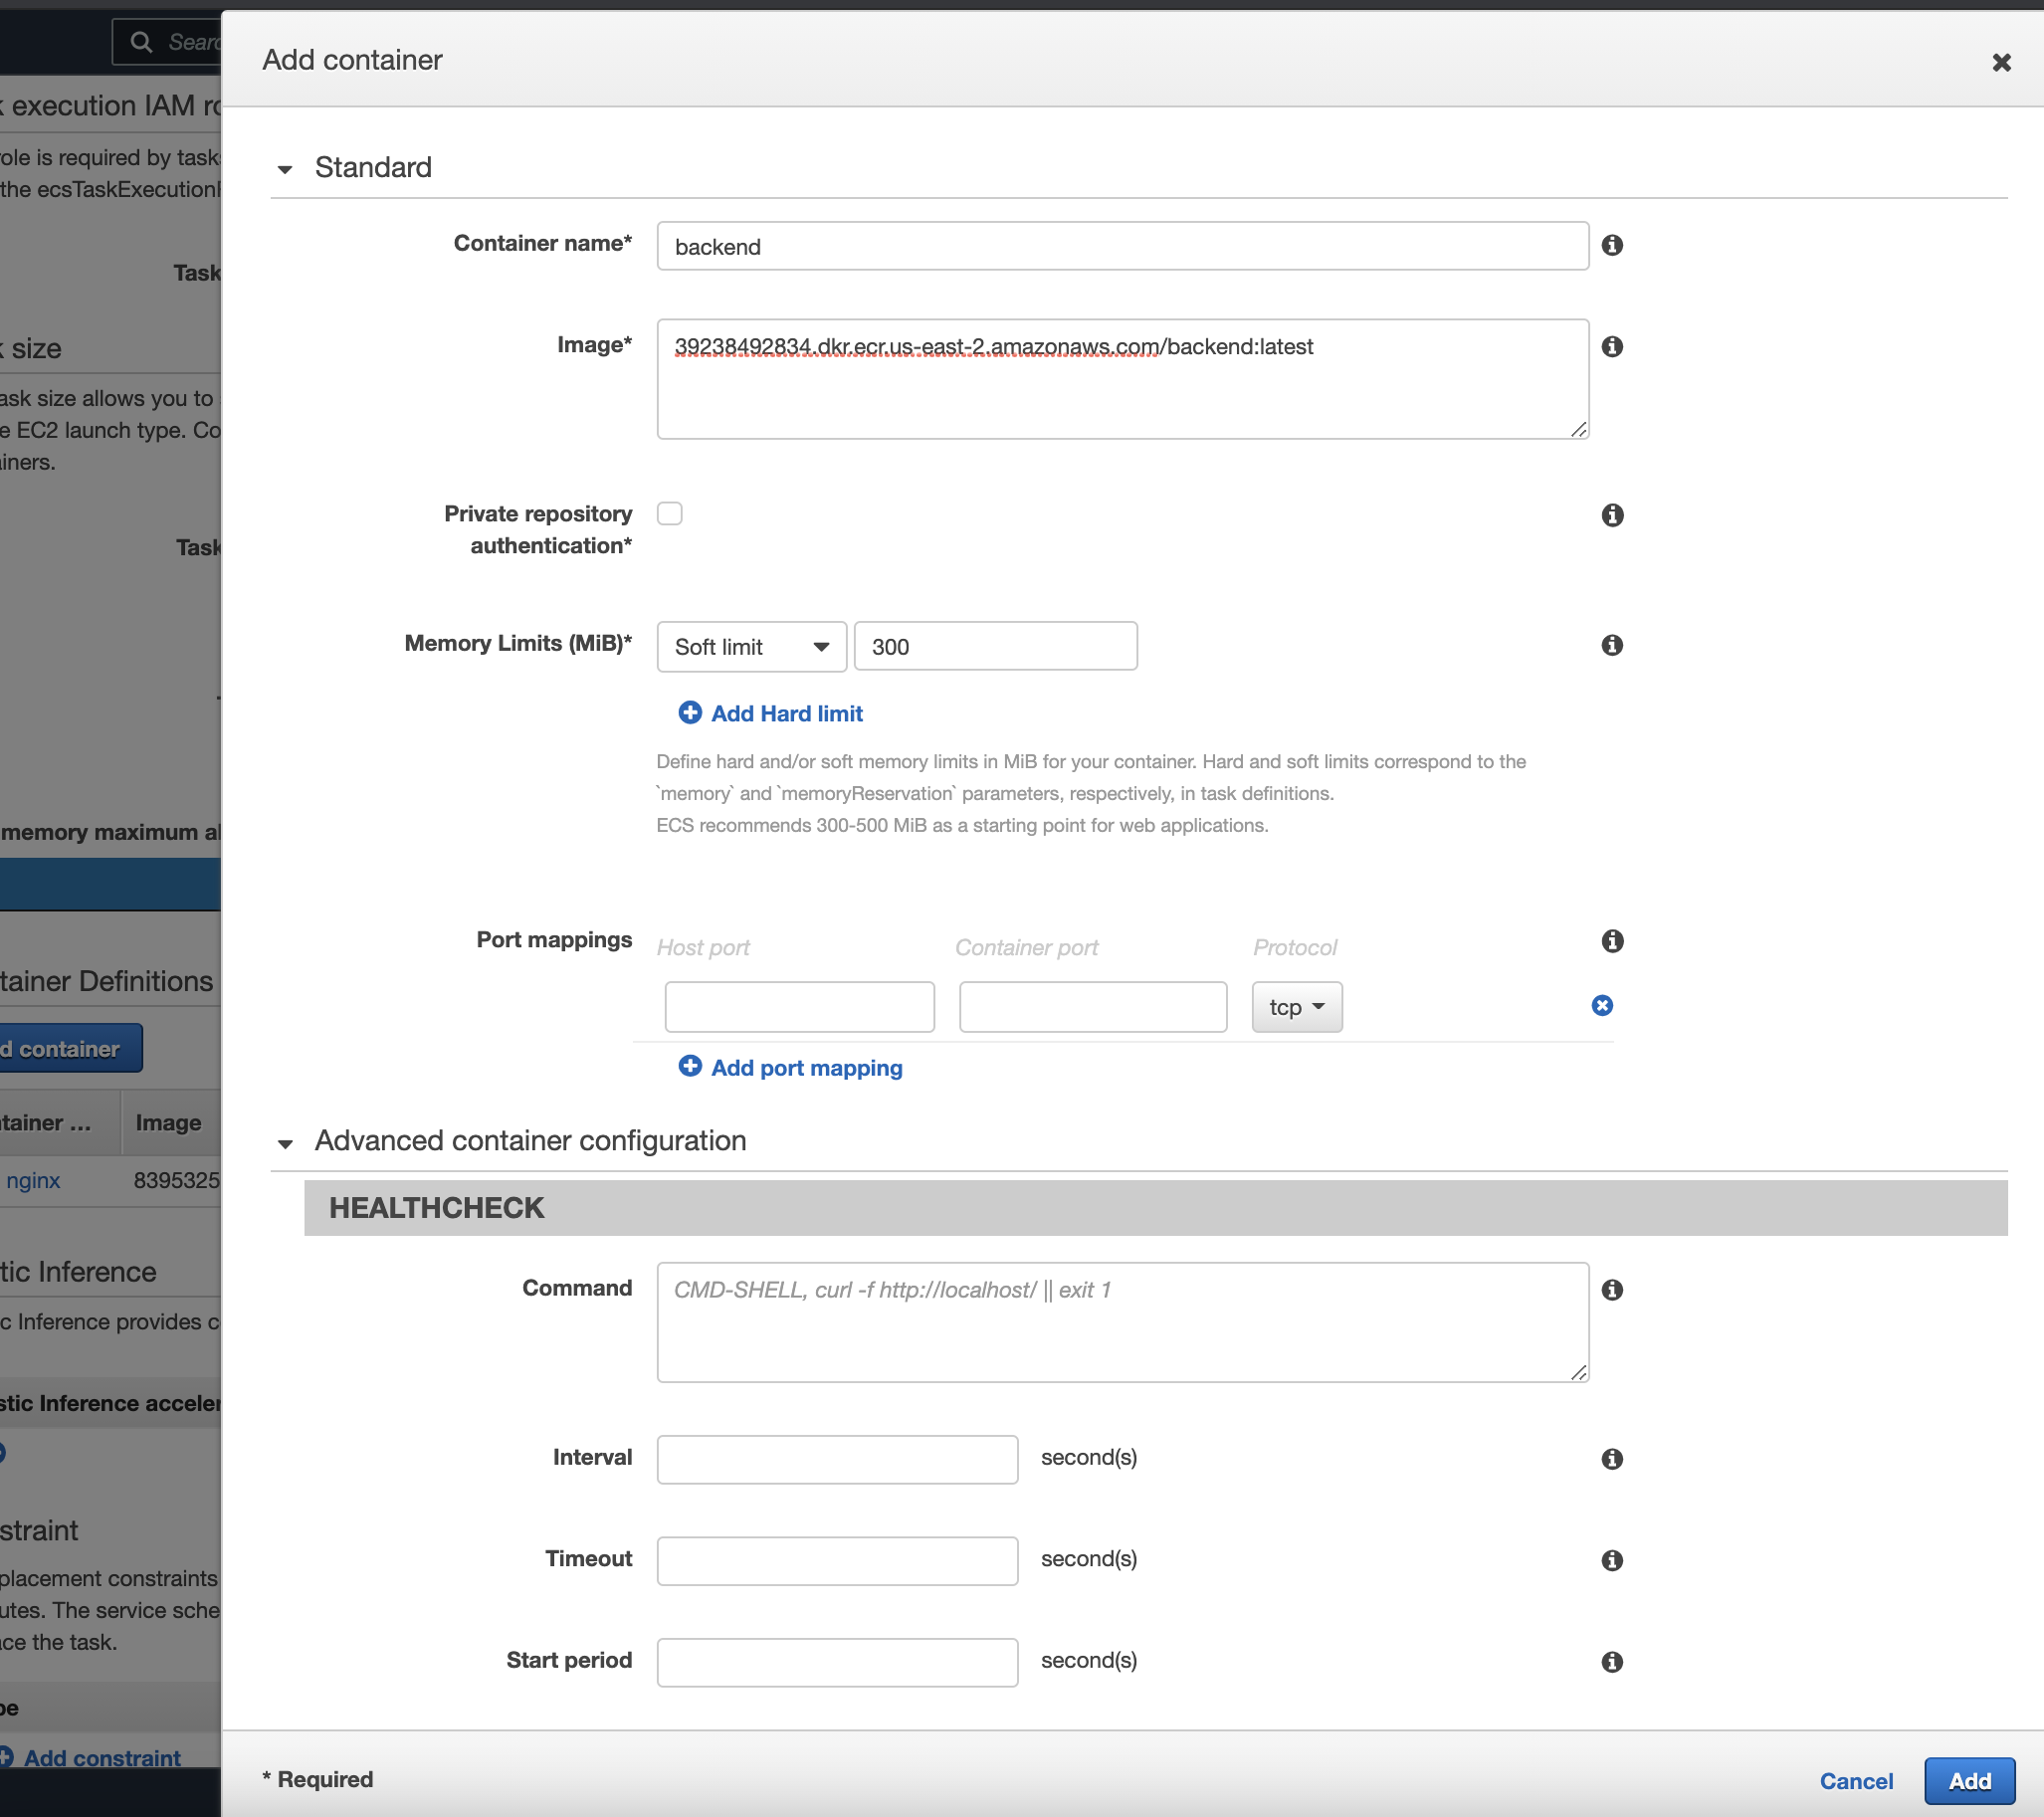 Searc
Add container
k execution IAM ro
Standard
ole is required by task
the ecsTaskExecution
Container name*
backend
Task
Image*
39238492834.dkr.ecr.us-east-2.amazonaws.com/backend:latest
k size
ask size allows you to
e EC2 launch type. Co
iners.
Private repository
authentication*
Task
Memory Limits (MiB)*
Soft limit
300
Add Hard limit
Define hard and/or soft memory limits in MiB for your container. Hard and soft limits correspond to the
`memory` and `memoryReservation` parameters, respectively, in task definitions.
ECS recommends 300-500 MiB as a starting point for web applications.
memory maximum al
Port mappings
Host port
Container port
Protocol
tainer Definitions
tcp
d container
Add port mapping
tainer ...
Image
Advanced container configuration
nginx
8395325
HEALTHCHECK
tic Inference
Command
CMD-SHELL, curl -f http://localhost/ || exit 1
c Inference provides c
stic Inference acceler
Interval
second(s)
straint
Timeout
second(s)
placement constraints
utes. The service sche
ace the task.
Start period
second(s)
pe
Add constraint
* Required
Cancel
Add